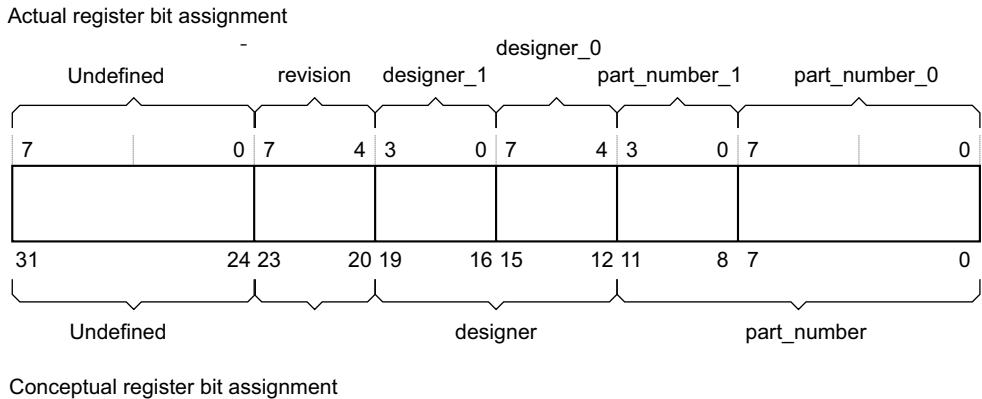 Actual register bit assignment
-
designer_0
Undefined revision designer_1 part_number_1 part_number_0
7 0 7 4 3 0 7 4 3 0 7 0
31 24 23 20 19 16 15 12 11 8 7 0
Undefined designer part_number
Conceptual register bit assignment